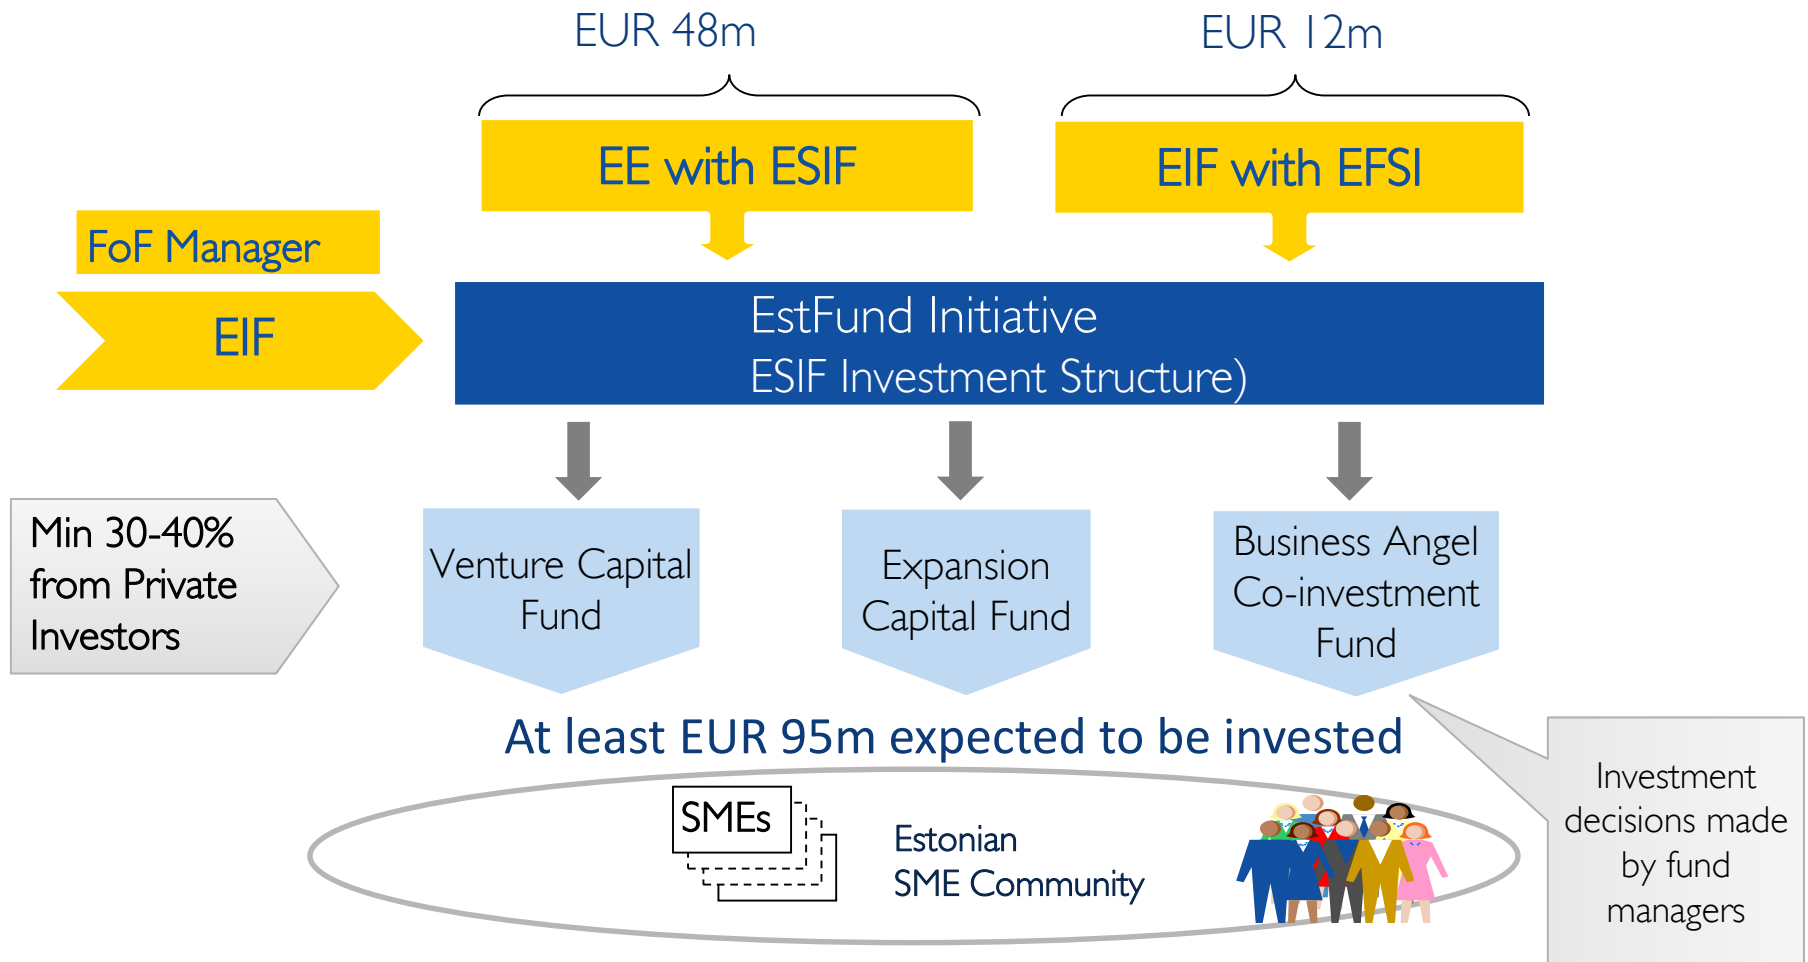 EUR 48m
EUR 12m
EE with ESIF
EIF with EFSI
FoF Manager
EIF
EstFund Initiative
ESIF Investment Structure)
Min 30-40%
from Private
Investors
Venture Capital
Fund
Expansion
Capital Fund
Business Angel
Co-investment
Fund
At least EUR 95m expected to be invested
SMEs
Estonian
SME Community
Investment
decisions made
by fund
managers